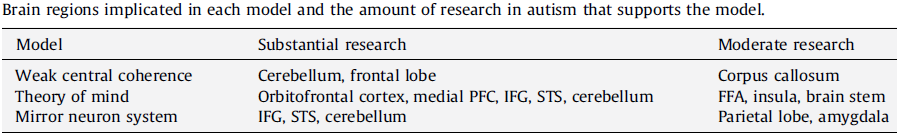 Brain regions implicated in each model and the amount of research in autism that supports the model.
Model Substantial research Moderate research
Weak central coherence Cerebellum, frontal lobe Corpus callosum
Theory of mind Orbitofrontal cortex, medial PFC, IFG, STS, cerebellum FFA, insula, brain stem
Mirror neuron system IFG, STS, cerebellum Parietal lobe, amygdala